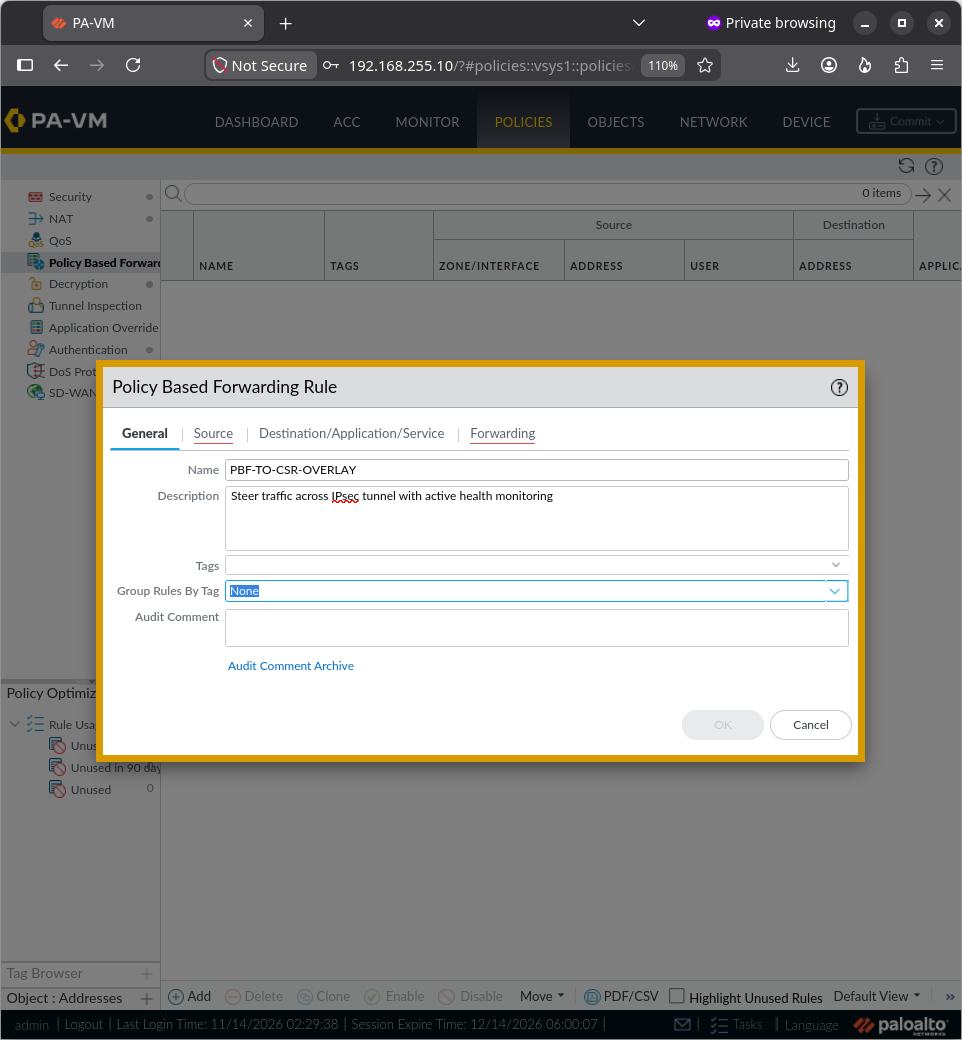 PA-VM
Private browsing
Not Secure
192.168.255.10/?#policies::vsys1::policies
110%
PA-VM
DASHBOARD
ACC
MONITOR
POLICIES
OBJECTS
NETWORK
DEVICE
Commit
Security
NAT
QoS
Policy Based Forwar
Decryption
Tunnel Inspection
Application Override
Authentication
DoS Prot
SD-WAN
0 items
Source
Destination
NAME
TAGS
ZONE/INTERFACE
ADDRESS
USER
ADDRESS
APPLIC
Policy Based Forwarding Rule
General
Source
Destination/Application/Service
Forwarding
Name
PBF-TO-CSR-OVERLAY
Description
Steer traffic across IPsec tunnel with active health monitoring
Tags
Group Rules By Tag
None
Audit Comment
Audit Comment Archive
OK
Cancel
Policy Optimiz
Rule Usa
Unus
Unused in 90 day
Unused
0
Tag Browser
Object : Addresses
Add
Delete
Clone
Enable
Disable
Move
PDF/CSV
Highlight Unused Rules
Default View
admin | Logout | Last Login Time: 11/14/2026 02:29:38 | Session Expire Time: 12/14/2026 06:00:07 |
Tasks | Language
paloalto
NETWORKS